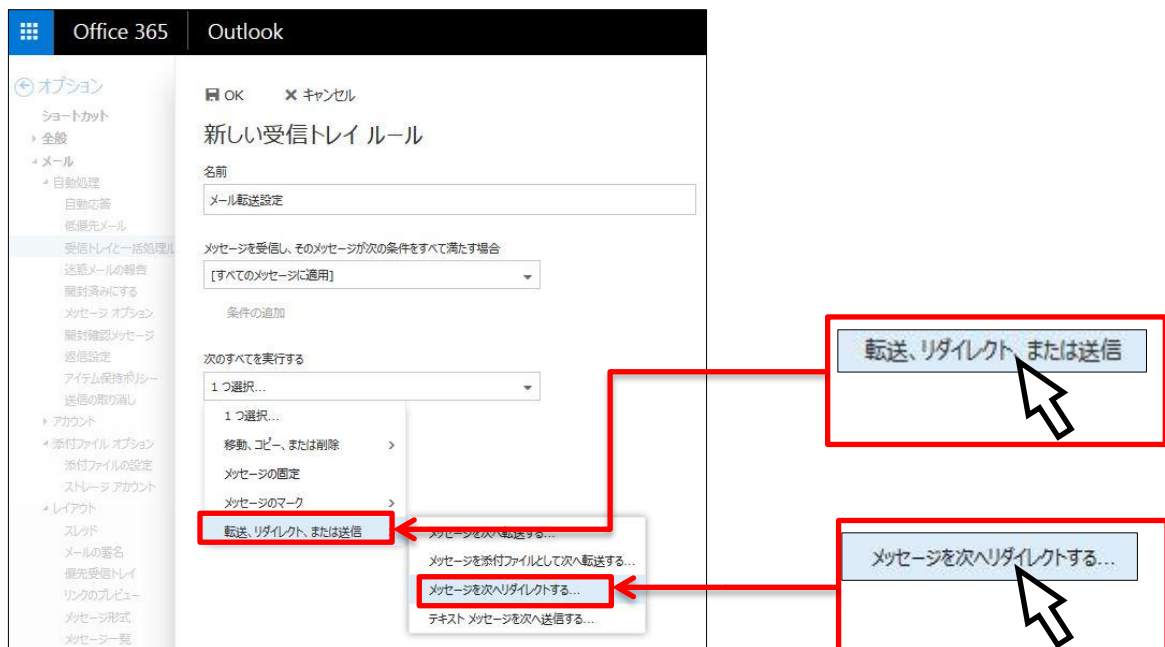 Office 365 Outlook
オプション
ショートカット
全般
メール
自動処理
自動応答
低優先メール
受信トレイと一括処理ル
迷惑メールの報告
開封済みにする
メッセージ オプション
開封確認メッセージ
返信設定
アイテム保持ポリシー
送信の取り消し
アカウント
添付ファイル オプション
添付ファイルの設定
ストレージ アカウント
レイアウト
スレッド
メールの署名
優先受信トレイ
リンクのプレビュー
メッセージ形式
メッセージ一覧
OK キャンセル
新しい受信トレイ ルール
名前
メール転送設定
メッセージを受信し、そのメッセージが次の条件をすべて満たす場合
[すべてのメッセージに適用]
条件の追加
次のすべてを実行する
1 つ選択...
1 つ選択...
移動、コピー、または削除
メッセージの固定
メッセージのマーク
転送、リダイレクト、または送信
メッセージを次へ転送する...
メッセージを添付ファイルとして次へ転送する...
メッセージを次へリダイレクトする...
テキスト メッセージを次へ送信する...
転送、リダイレクト、または送信
メッセージを次へリダイレクトする...